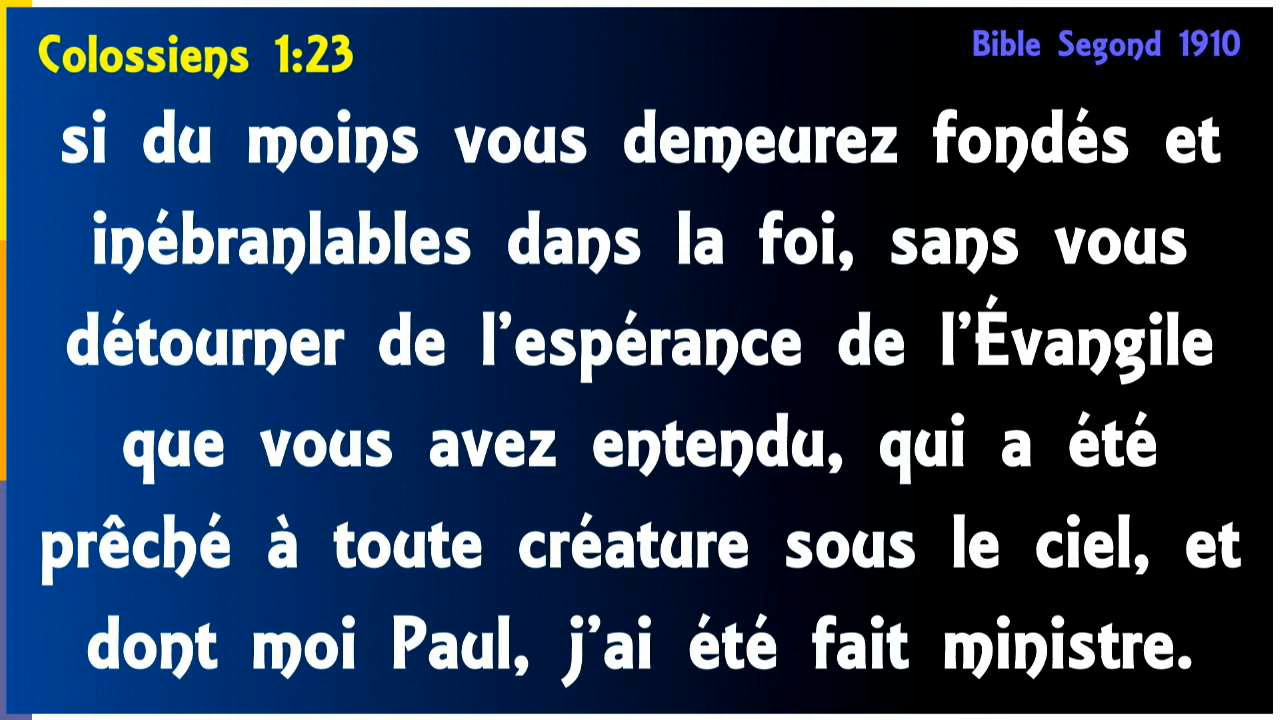 Colossiens 1:23
Bible Segond 1910
si du moins vous demeurez fondés et
inébranlables dans la foi, sans vous
détourner de l’espérance de l’Évangile
que vous avez entendu, qui a été
prêché à toute créature sous le ciel, et
dont moi Paul, j’ai été fait ministre.